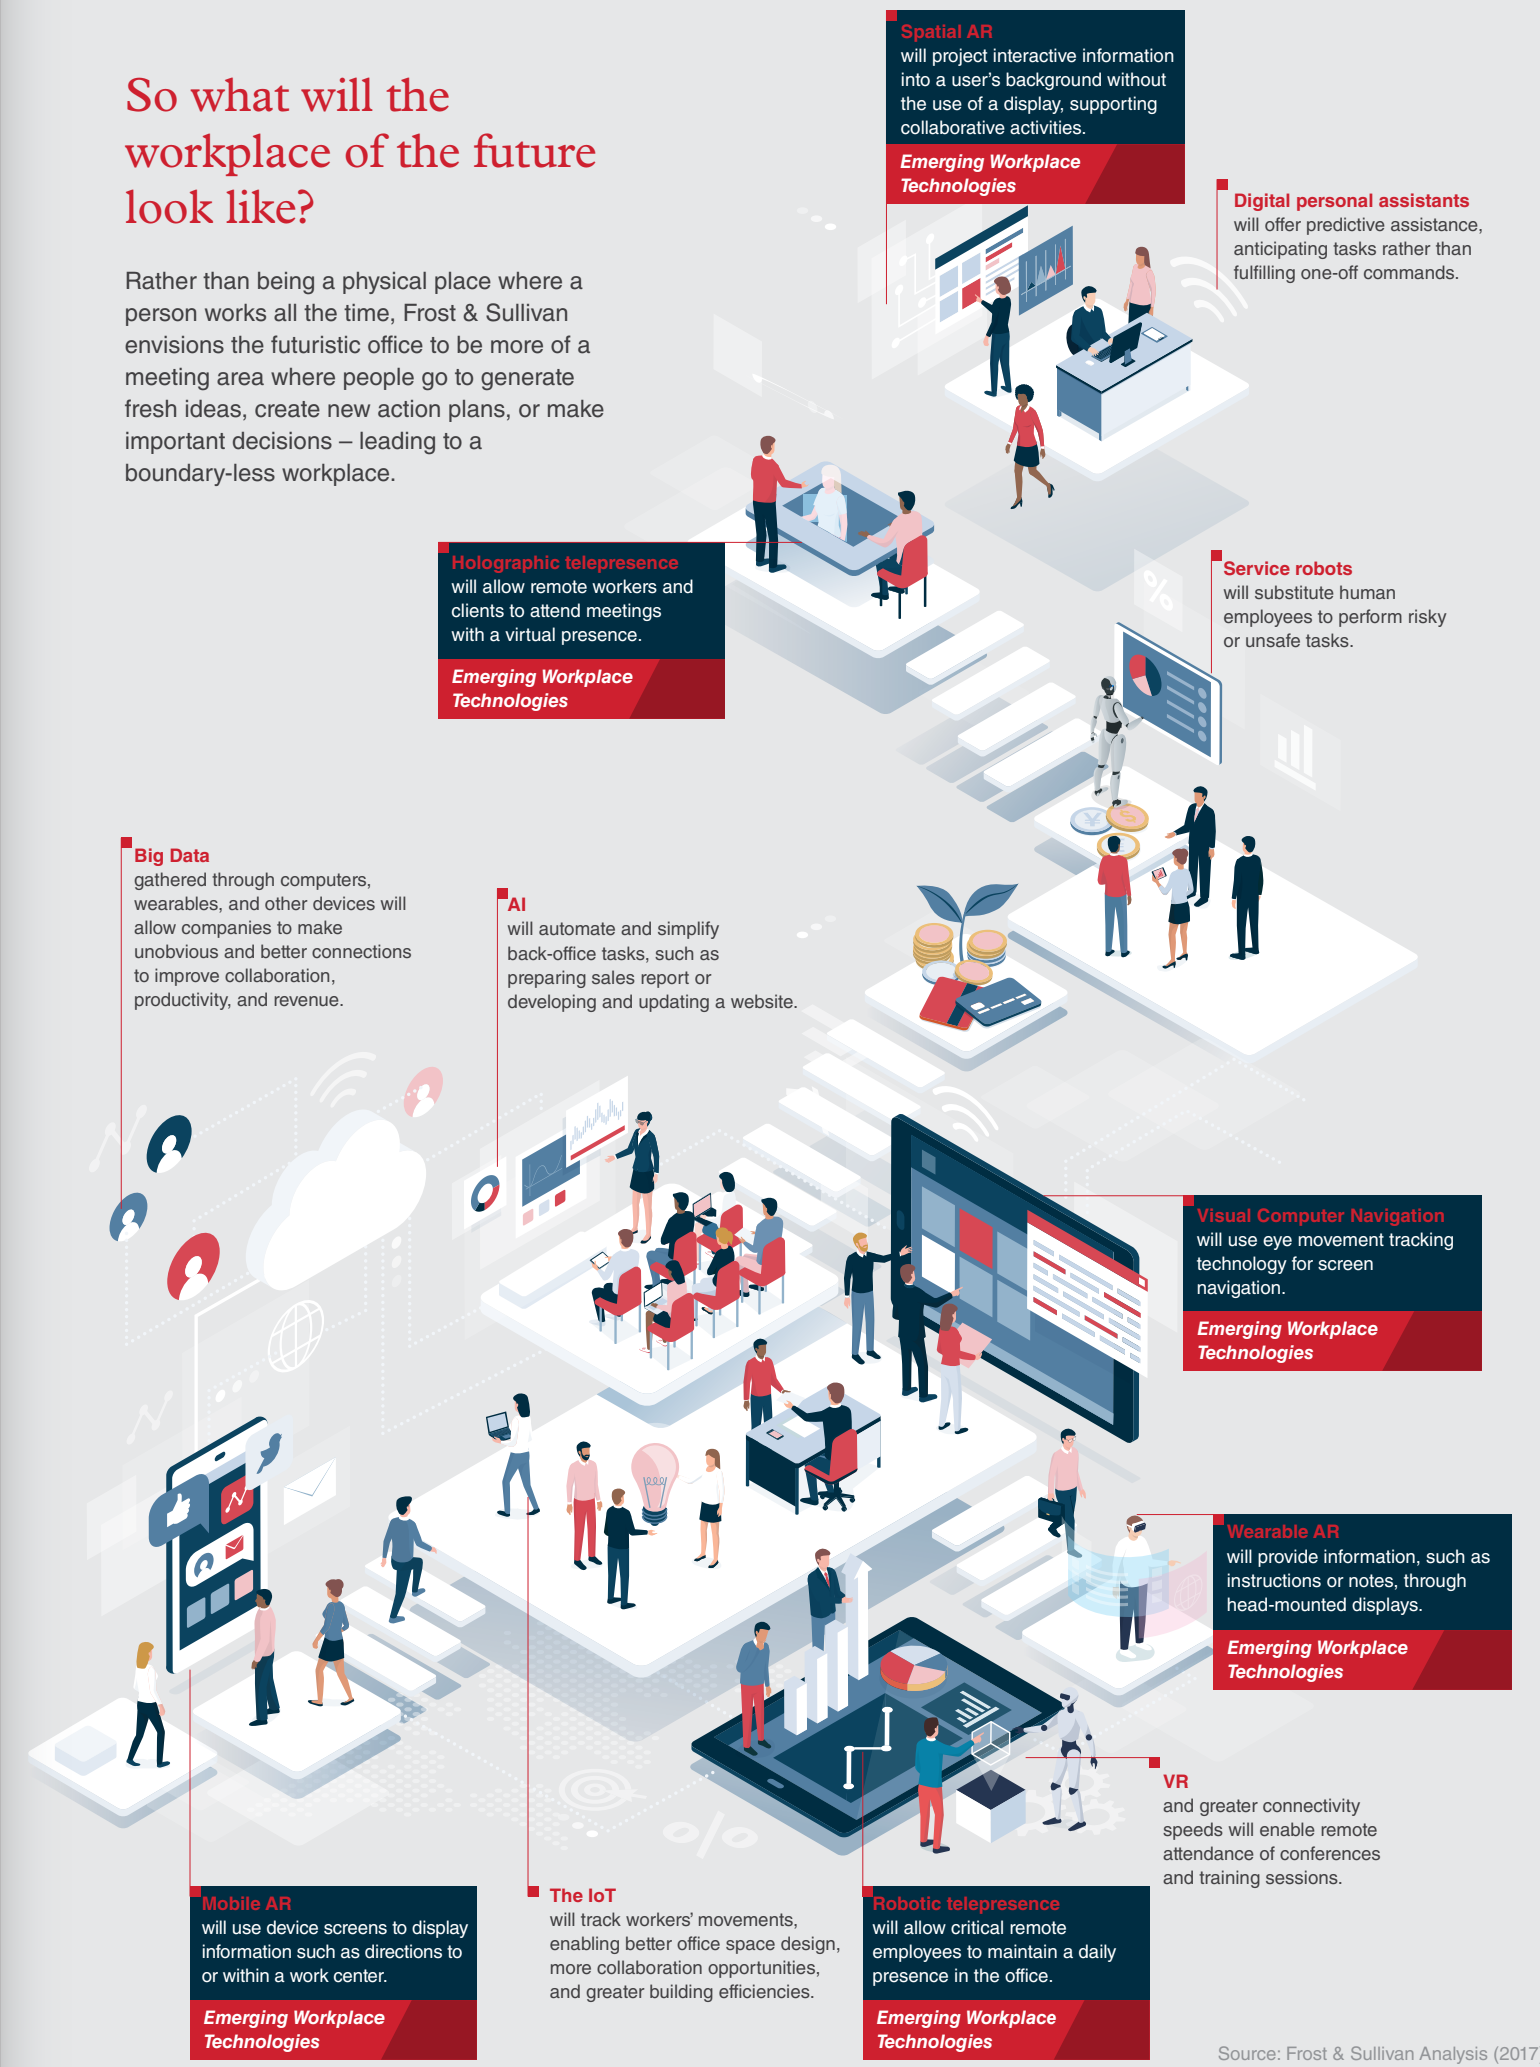 So what will the
workplace of the future
look like?
Rather than being a physical place where a
person works all the time, Frost & Sullivan
envisions the futuristic office to be more of a
meeting area where people go to generate
fresh ideas, create new action plans, or make
important decisions – leading to a
boundary-less workplace.
Spatial AR
will project interactive information
into a user's background without
the use of a display, supporting
collaborative activities.
Emerging Workplace
Technologies
Digital personal assistants
will offer predictive assistance,
anticipating tasks rather than
fulfilling one-off commands.
Holographic telepresence
will allow remote workers and
clients to attend meetings
with a virtual presence.
Emerging Workplace
Technologies
%
Service robots
will substitute human
employees to perform risky
or unsafe tasks.
¥
$
Big Data
gathered through computers,
wearables, and other devices will
allow companies to make
unobvious and better connections
to improve collaboration,
productivity, and revenue.
AI
will automate and simplify
back-office tasks, such as
preparing sales report or
developing and updating a website.
Visual Computer Navigation
will use eye movement tracking
technology for screen
navigation.
Emerging Workplace
Technologies
Wearable AR
will provide information, such as
instructions or notes, through
head-mounted displays.
Emerging Workplace
Technologies
%
VR
and greater connectivity
speeds will enable remote
attendance of conferences
and training sessions.
Mobile AR
will use device screens to display
information such as directions to
or within a work center.
Emerging Workplace
Technologies
The IoT
will track workers' movements,
enabling better office space design,
more collaboration opportunities,
and greater building efficiencies.
Robotic telepresence
will allow critical remote
employees to maintain a daily
presence in the office.
Emerging Workplace
Technologies
Source: Frost & Sullivan Analysis (2017